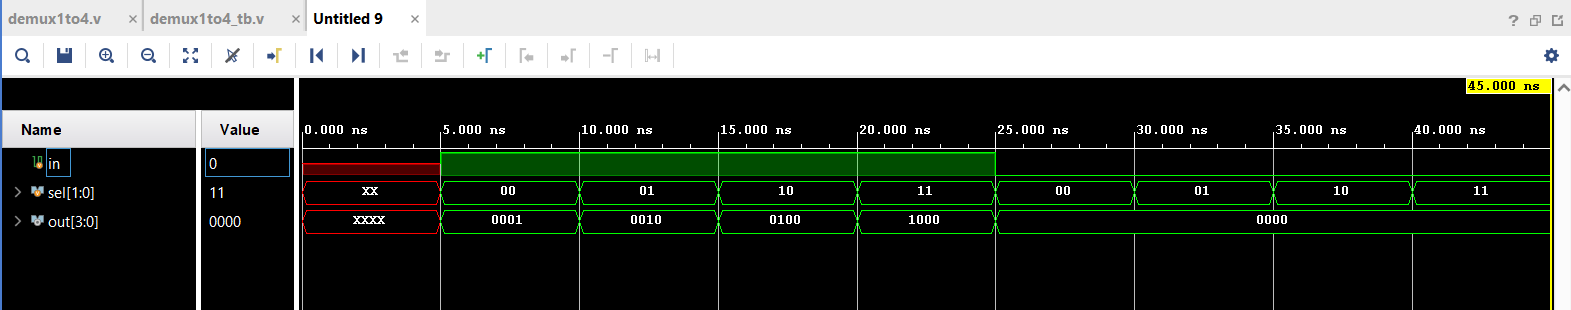 demux1to4.v × demux1to4_tb.v × Untitled 9 ×
45.000 ns
Name Value 0.000 ns 5.000 ns 10.000 ns 15.000 ns 20.000 ns 25.000 ns 30.000 ns 35.000 ns 40.000 ns
in 0
sel[1:0] 11 XX 00 01 10 11 00 01 10 11
out[3:0] 0000 XXXX 0001 0010 0100 1000 0000